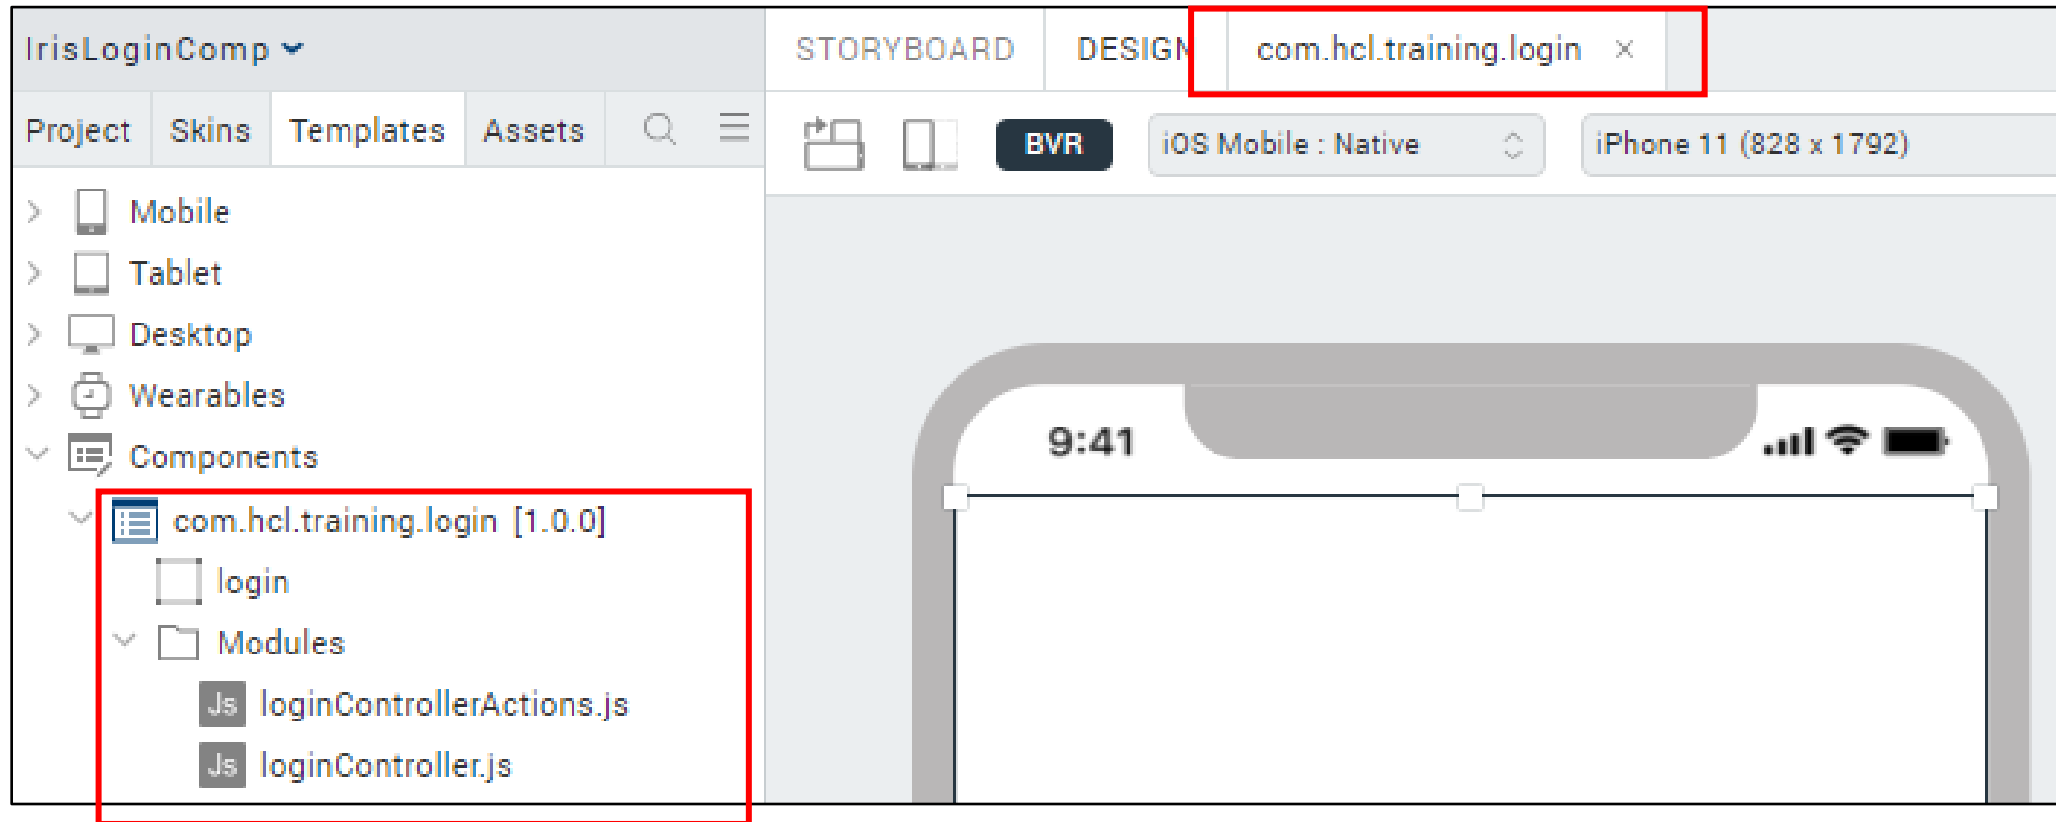 IrisLoginComp
STORYBOARD DESIGN com.hcl.training.login ×
Project Skins Templates Assets
BVR iOS Mobile : Native iPhone 11 (828 x 1792)
Mobile
Tablet
Desktop
Wearables
Components
com.hcl.training.login [1.0.0]
login
Modules
Js loginControllerActions.js
Js loginController.js
9:41